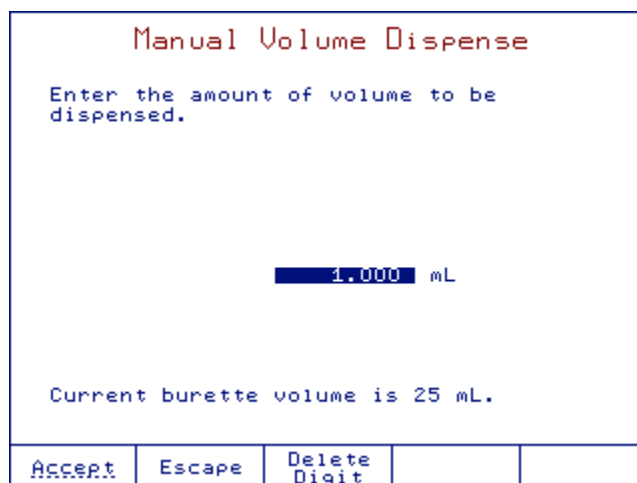 Manual Volume Dispense
Enter the amount of volume to be
dispensed.
1.000 mL
Current burette volume is 25 mL.
Accept Escape Delete Digit